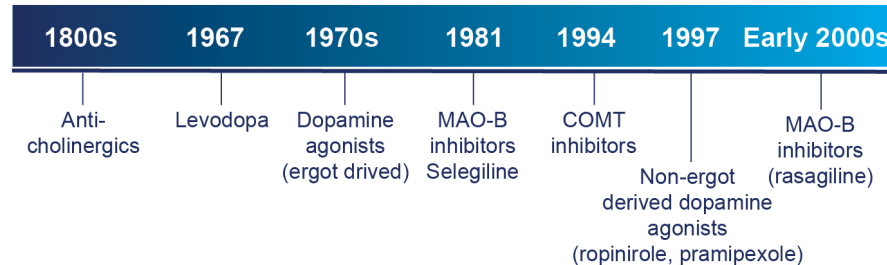 1800s 1967 1970s 1981 1994 1997 Early 2000s
Anti-
cholinergics
Levodopa
Dopamine
agonists
(ergot drived)
MAO-B
inhibitors
Selegiline
COMT
inhibitors
Non-ergot
derived dopamine
agonists
(ropinirole, pramipexole)
MAO-B
inhibitors
(rasagiline)